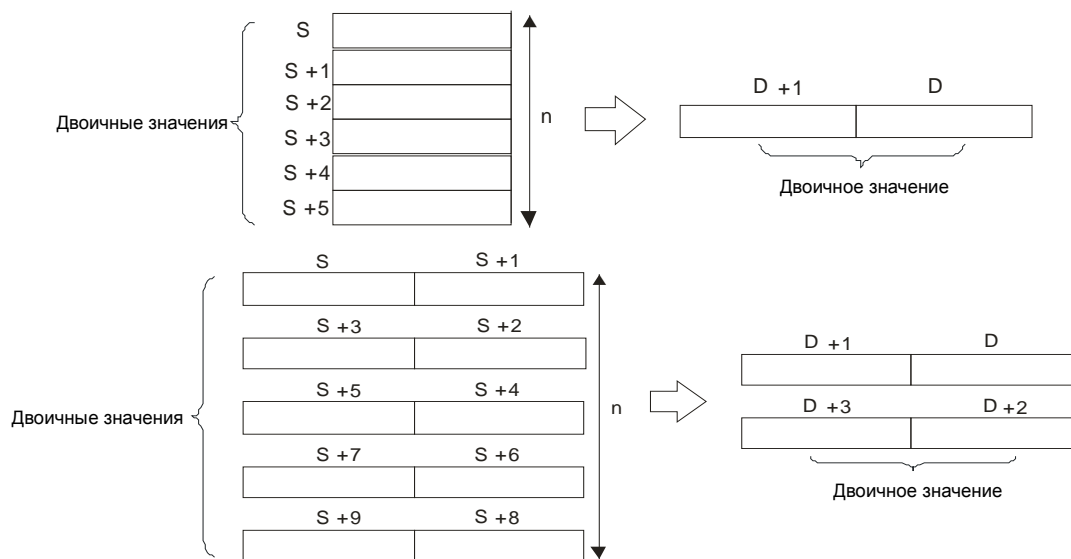 S
S +1
S +2
S +3
S +4
S +5
Двоичные значения
n
D +1 D
Двоичное значение
S S +1
S +3 S +2
S +5 S +4
S +7 S +6
S +9 S +8
Двоичные значения
n
D +1 D
D +3 D +2
Двоичное значение